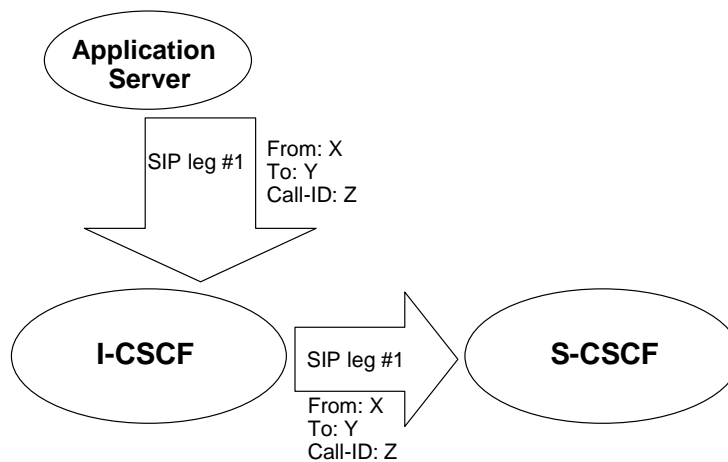 Application
Server
SIP leg #1
From: X
To: Y
Call-ID: Z
I-CSCF
SIP leg #1
S-CSCF
From: X
To: Y
Call-ID: Z